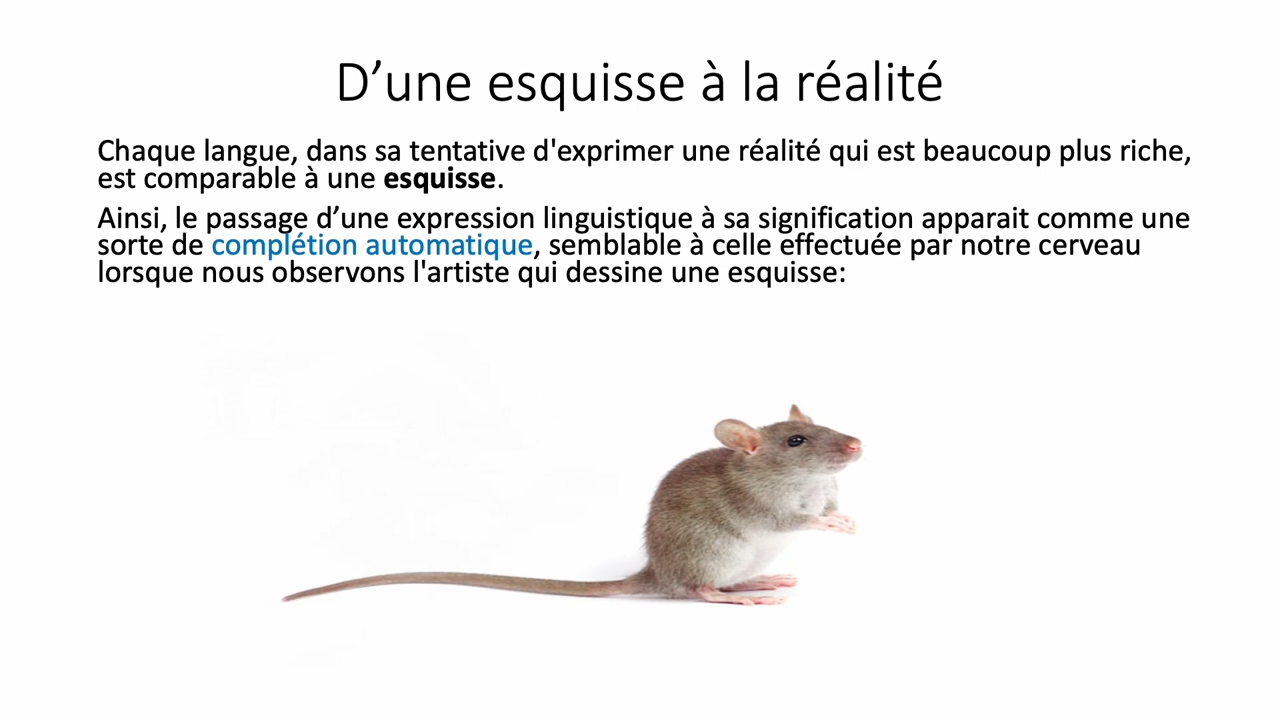 D’une esquisse à la réalité
Chaque langue, dans sa tentative d'exprimer une réalité qui est beaucoup plus riche,
est comparable à une esquisse.
Ainsi, le passage d’une expression linguistique à sa signification apparait comme une
sorte de complétion automatique, semblable à celle effectuée par notre cerveau
lorsque nous observons l'artiste qui dessine une esquisse: